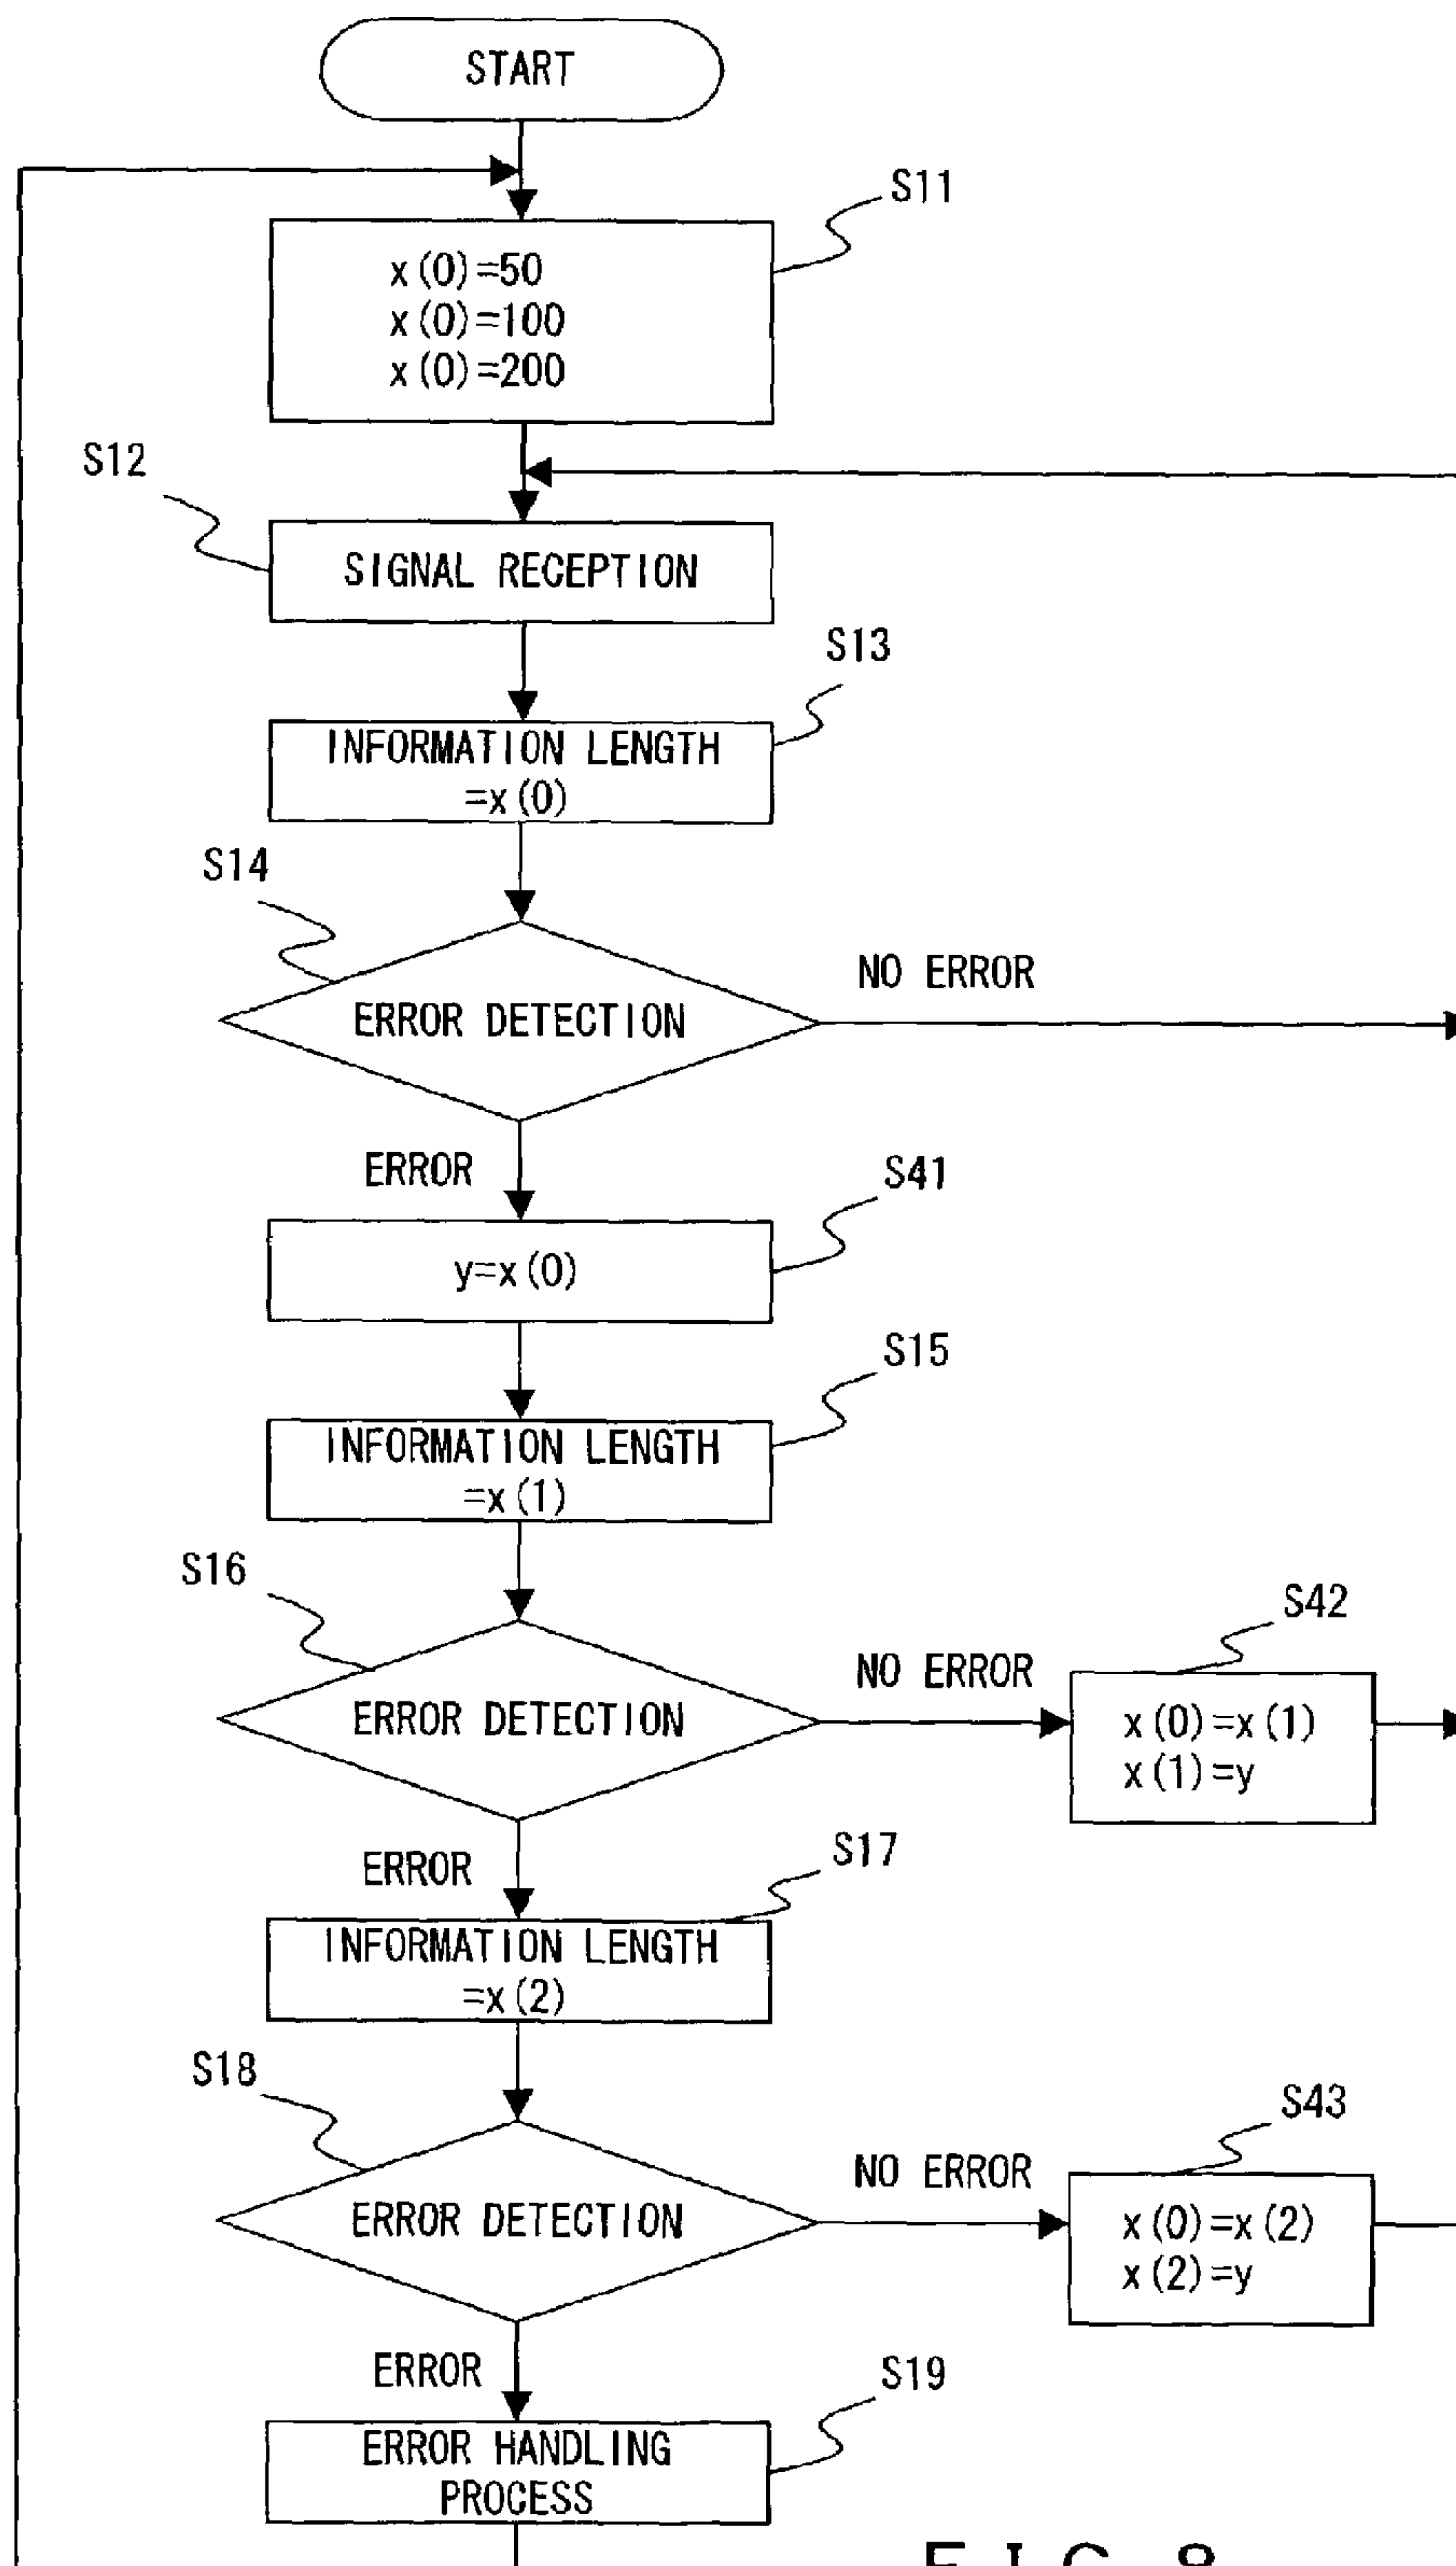 START
S11
x(0)=50
x(0)=100
x(0)=200
S12
SIGNAL RECEPTION
S13
INFORMATION LENGTH
=x(0)
S14
NO ERROR
ERROR DETECTION
ERROR
S41
y=x(0)
S15
INFORMATION LENGTH
=x(1)
S16
S42
NO ERROR
ERROR DETECTION
x(0)=x(1)
x(1)=y
ERROR
S17
INFORMATION LENGTH
=x(2)
S18
S43
NO ERROR
ERROR DETECTION
x(0)=x(2)
x(2)=y
ERROR
S19
ERROR HANDLING
PROCESS
FIG. 8